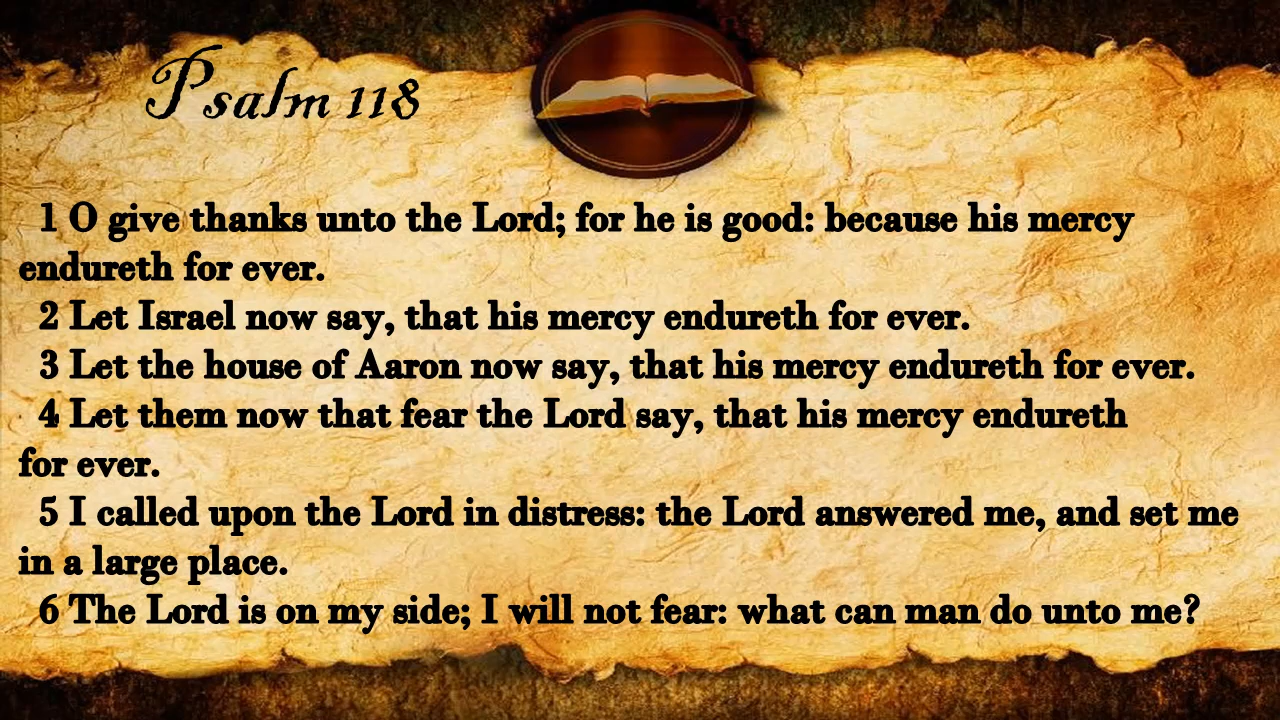 Psalm 118
1 O give thanks unto the Lord; for he is good: because his mercy
endureth for ever.
2 Let Israel now say, that his mercy endureth for ever.
3 Let the house of Aaron now say, that his mercy endureth for ever.
4 Let them now that fear the Lord say, that his mercy endureth
for ever.
5 I called upon the Lord in distress: the Lord answered me, and set me
in a large place.
6 The Lord is on my side; I will not fear: what can man do unto me?